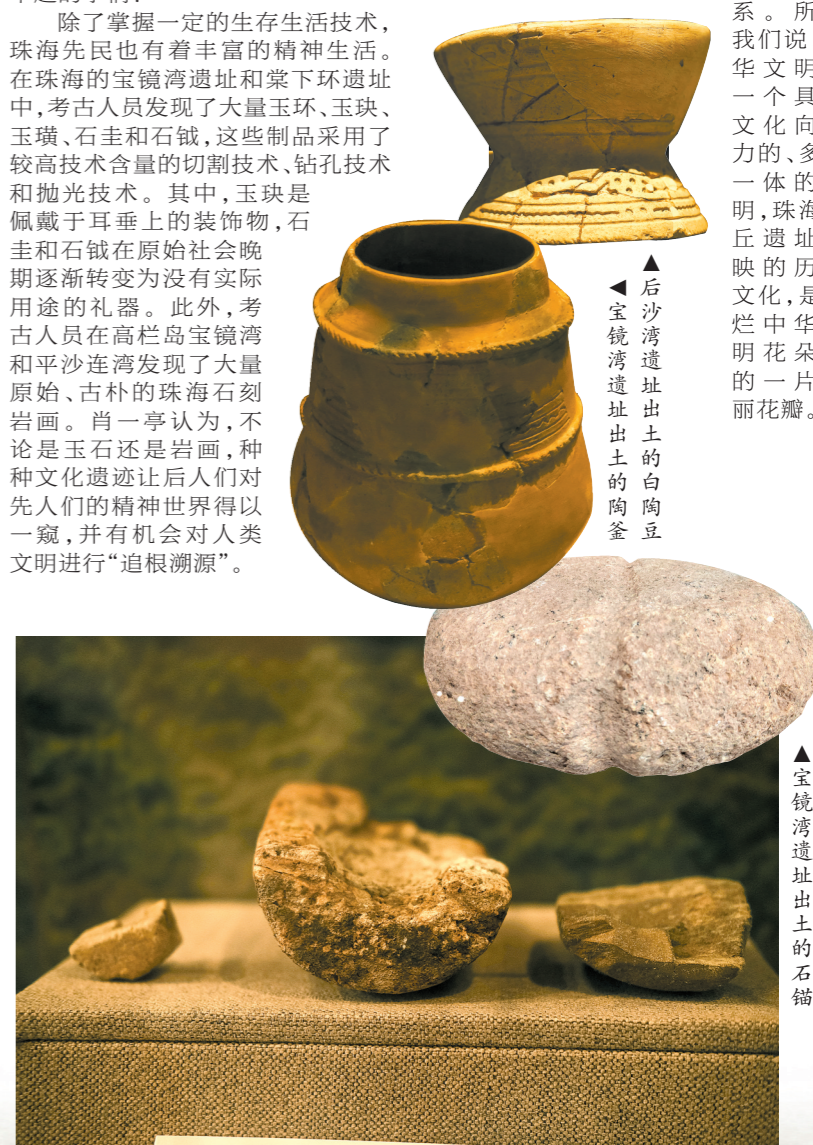 除了掌握一定的生存生活技术，
珠海先民也有着丰富的精神生活。
在珠海的宝镜湾遗址和棠下环遗址
中，考古人员发现了大量玉环、玉玦、
玉璜、石圭和石钺，这些制品采用了
较高技术含量的切割技术、钻孔技术
和抛光技术。其中，玉玦是
佩戴于耳垂上的装饰物，石
圭和石钺在原始社会晚
期逐渐转变为没有实际
用途的礼器。此外，考
古人员在高栏岛宝镜湾
和平沙连湾发现了大量
原始、古朴的珠海石刻
岩画。肖一亭认为，不
论是玉石还是岩画，种
种文化遗迹让后人们对
先人们的精神世界得以
一窥，并有机会对人类
文明进行“追根溯源”。
▲后沙湾遗址出土的白陶豆
◀宝镜湾遗址出土的陶釜
系。所
我们说
华文明
一个具
文化向
力的、多
一体的
明，珠海
丘遗址
映的历
文化，是
烂中华
明花朵
的一片
丽花瓣。
▲宝镜湾遗址出土的石锚